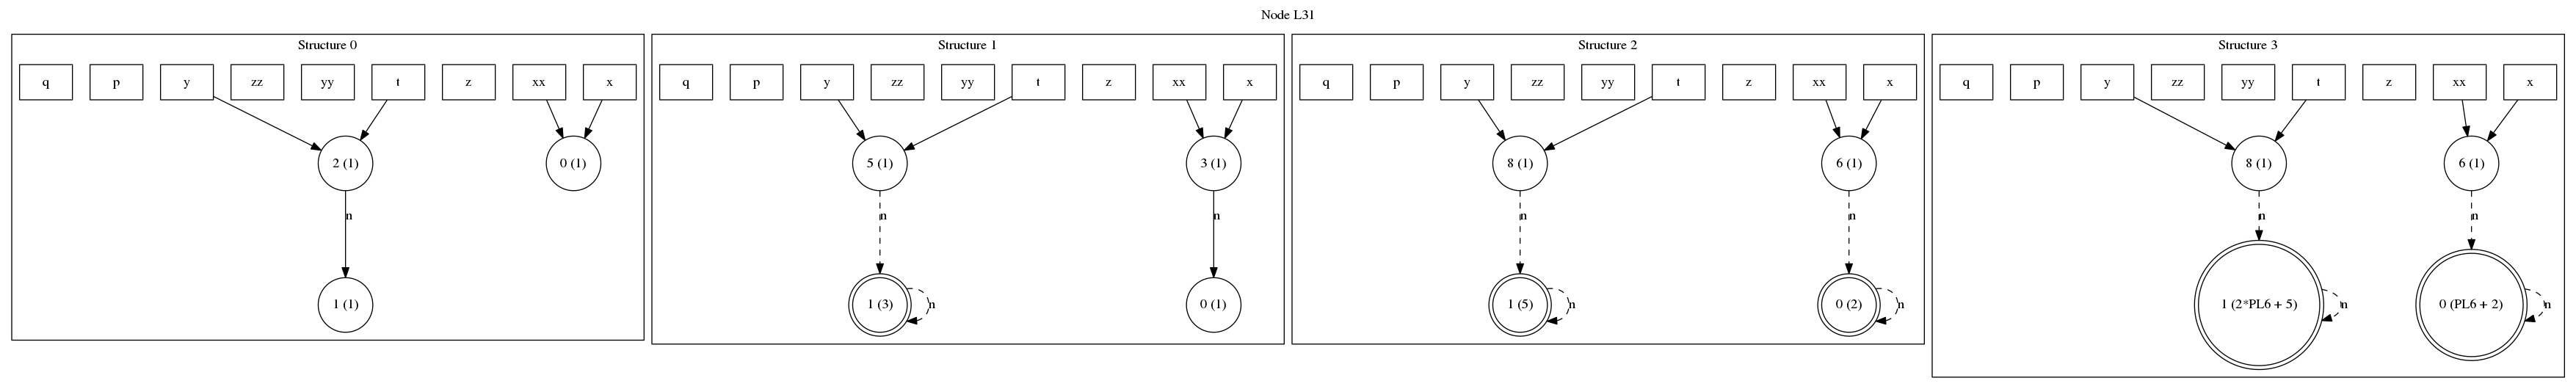 Node L31
Structure 0
q p y zz yy t z xx x
2 (1) 0 (1)
n
1 (1)
Structure 1
q p y zz yy t z xx x
5 (1) 3 (1)
n n
1 (3) n 0 (1)
Structure 2
q p y zz yy t z xx x
8 (1) 6 (1)
n n
1 (5) n 0 (2) n
Structure 3
q p y zz yy t z xx x
8 (1) 6 (1)
n n
1 (2*PL6 + 5) n 0 (PL6 + 2) n